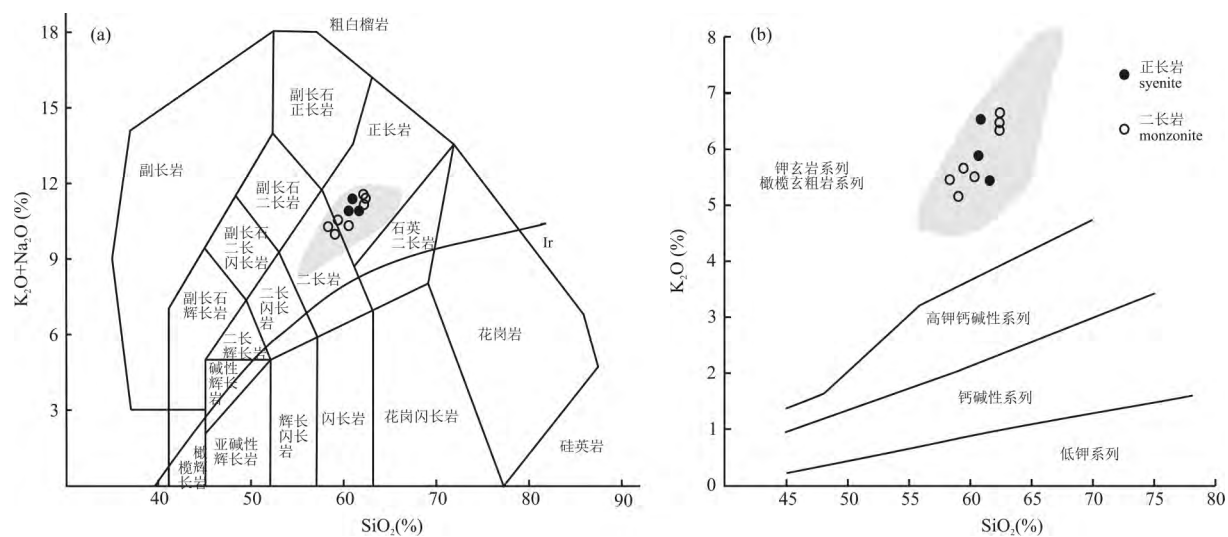 (a)
粗白榴岩
K₂O+Na₂O (%)
18
15
12
9
6
3
副长石
正长岩
正长岩
副长岩
副长石
二长岩
副长石
二长
闪长岩
石英
二长岩
Ir
二长岩
副长石
辉长岩
二长
闪长岩
二长
辉长岩
花岗岩
碱性
辉长
岩
橄
榄辉
长岩
亚碱性
辉长岩
辉长
闪长
岩
闪长岩
花岗闪长岩
硅英岩
40
50
60
70
80
90
SiO₂(%)
(b)
K₂O (%)
8
7
6
5
4
3
2
1
0
正长岩
syenite
二长岩
monzonite
钾玄岩系列
橄榄玄粗岩系列
高钾钙碱性系列
钙碱性系列
低钾系列
45
50
55
60
65
70
75
80
SiO₂(%)